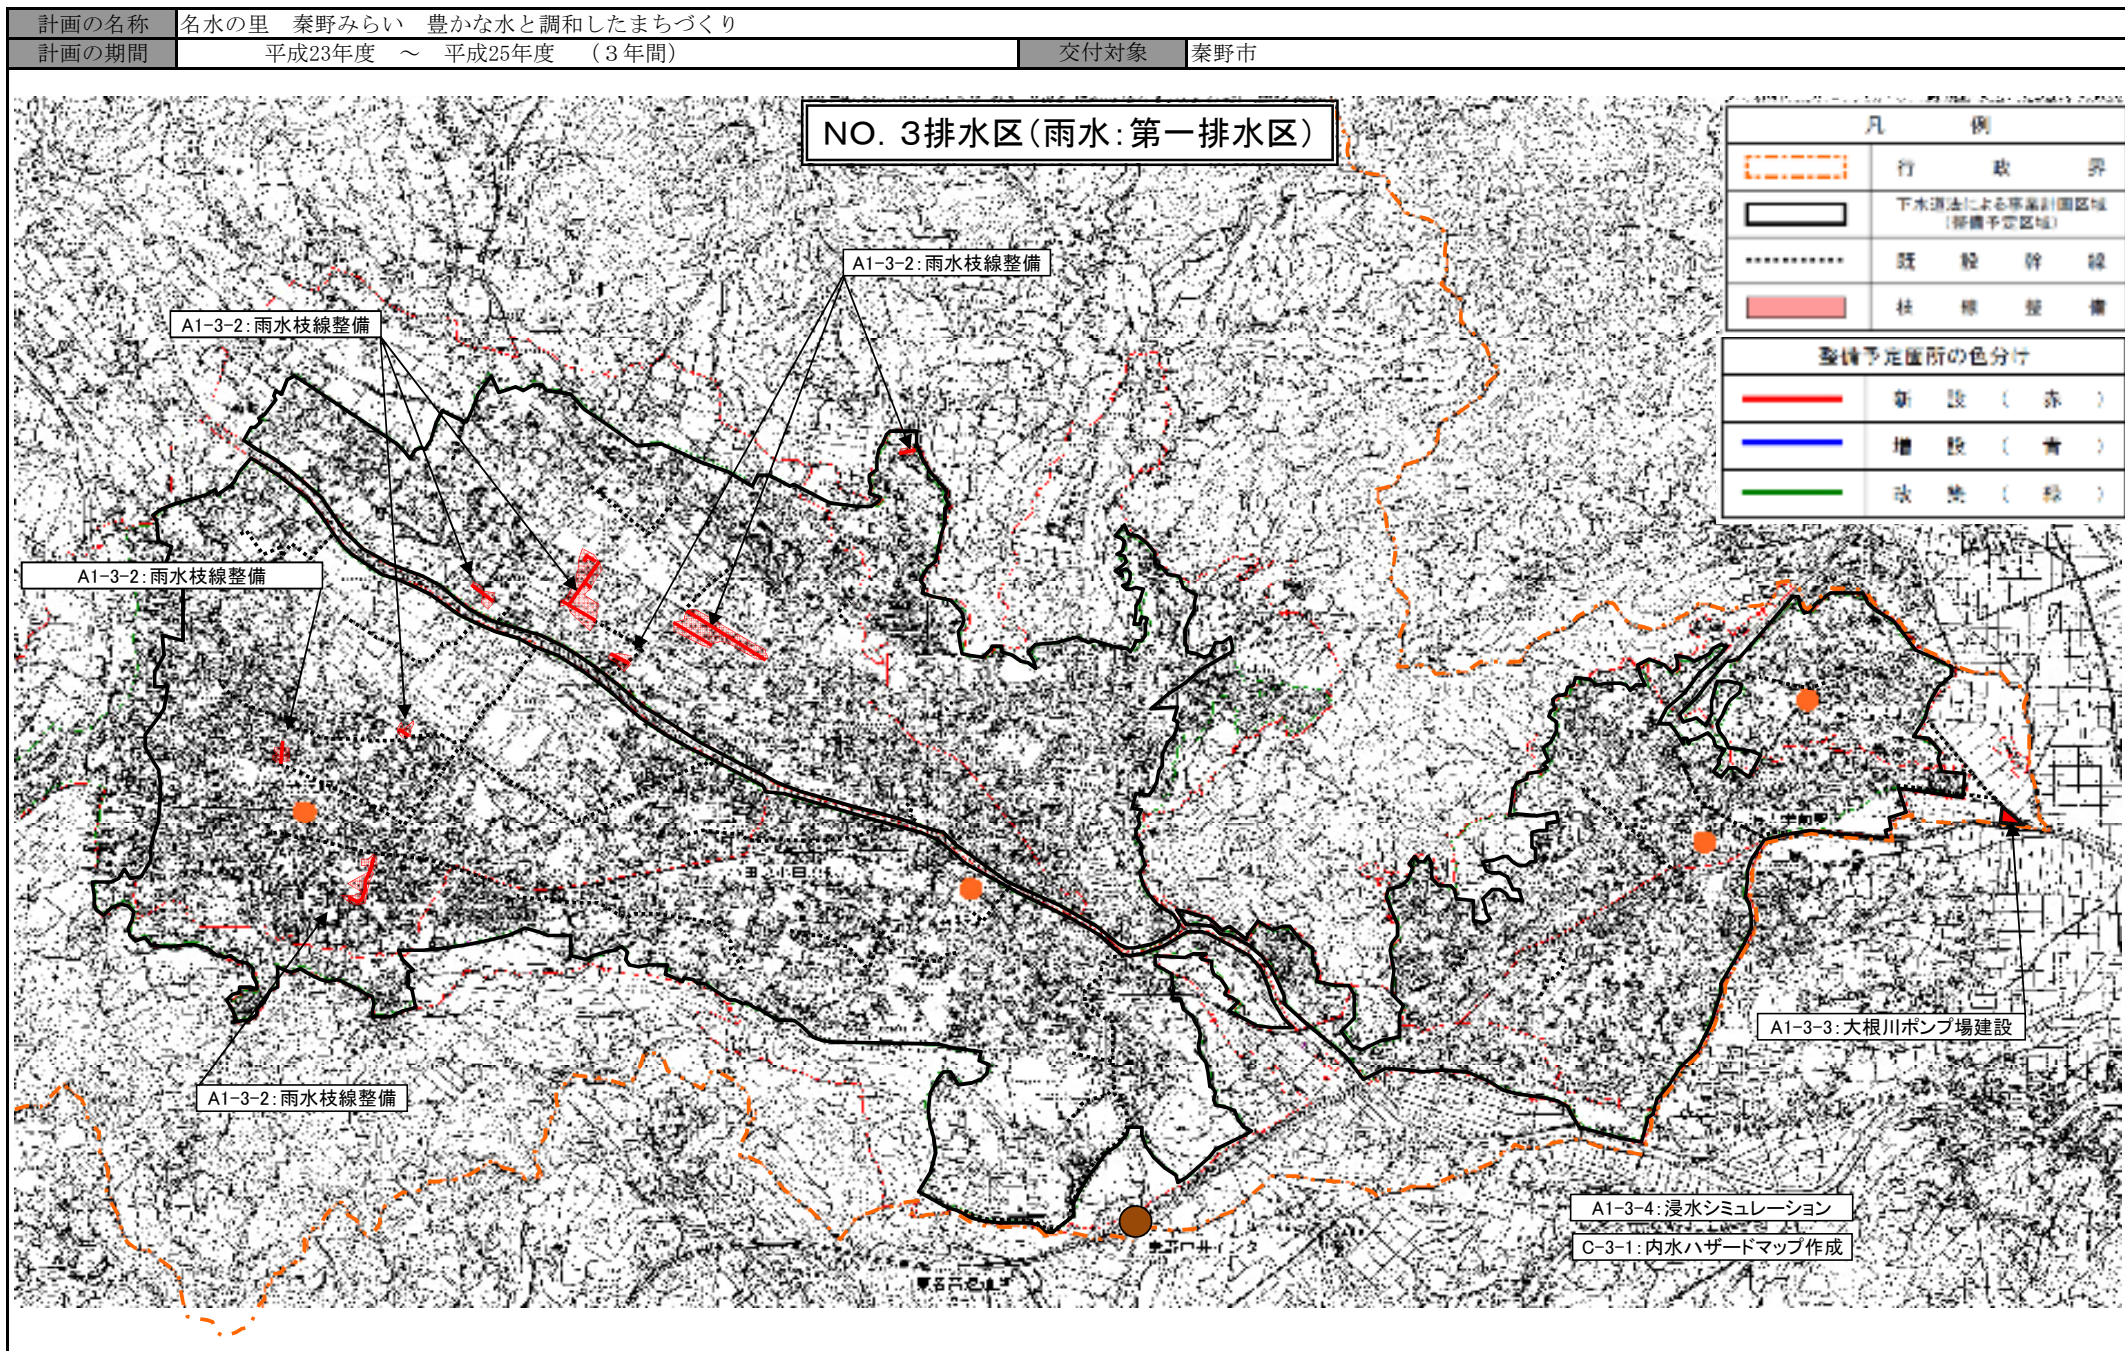 計画の名称 名水の里 秦野みらい 豊かな水と調和したまちづくり
計画の期間 平成23年度 ～ 平成25年度 （３年間） 交付対象 秦野市
NO. 3排水区(雨水:第一排水区)
凡 例
行 政 界
下水道法による事業計画区域
(整備予定区域)
既 設 幹 線
枝 線 整 備
整備予定箇所の色分け
新 設 ( 赤 )
増 設 ( 青 )
改 築 ( 緑 )
A1-3-2:雨水枝線整備
A1-3-2:雨水枝線整備
A1-3-2:雨水枝線整備
A1-3-3:大根川ポンプ場建設
A1-3-2:雨水枝線整備
A1-3-4:浸水シミュレーション
C-3-1:内水ハザードマップ作成